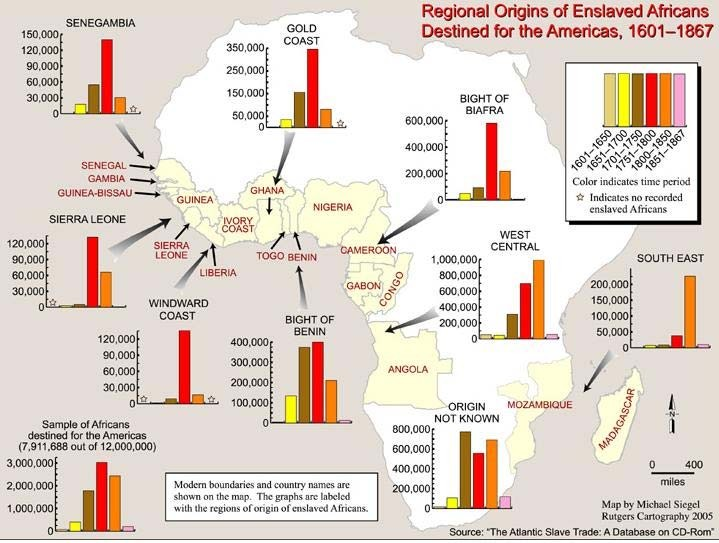 Regional Origins of Enslaved Africans
Destined for the Americas, 1601–1867
SENEGAMBIA
150,000
120,000
90,000
60,000
30,000
GOLD
COAST
350,000
250,000
150,000
50,000
BIGHT OF
BIAFRA
600,000
400,000
200,000
0
1601–1650
1651–1700
1701–1750
1751–1800
1800–1850
1851–1867
Color indicates time period
Indicates no recorded
enslaved Africans
SENEGAL
GAMBIA
GUINEA-BISSAU
GUINEA
IVORY
COAST
GHANA
NIGERIA
SIERRA
LEONE
LIBERIA
TOGO
BENIN
CAMEROON
GABON
CONGO
ANGOLA
MOZAMBIQUE
MADAGASCAR
SIERRA LEONE
120,000
90,000
60,000
30,000
0
WINDWARD
COAST
120,000
90,000
60,000
30,000
0
BIGHT OF
BENIN
400,000
300,000
200,000
100,000
0
WEST
CENTRAL
1,000,000
800,000
600,000
400,000
200,000
SOUTH EAST
200,000
150,000
100,000
50,000
ORIGIN
NOT KNOWN
800,000
600,000
400,000
200,000
0
Sample of Africans
destined for the Americas
(7,911,688 out of 12,000,000)
3,000,000
2,000,000
1,000,000
0
Modern boundaries and country names are
shown on the map. The graphs are labeled
with the regions of origin of enslaved Africans.
N
0 400
miles
Map by Michael Siegel
Rutgers Cartography 2005
Source: “The Atlantic Slave Trade: A Database on CD-Rom”